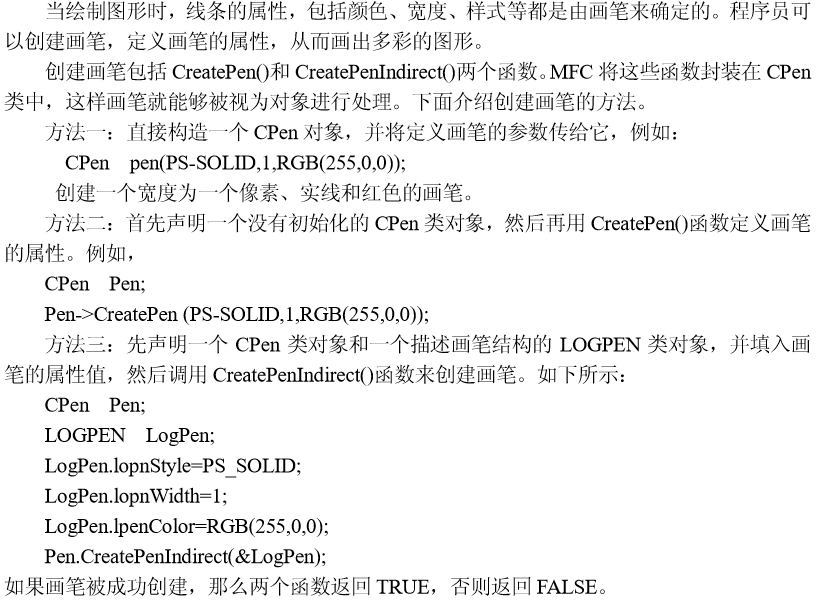 当绘制图形时，线条的属性，包括颜色、宽度、样式等都是由画笔来确定的。程序员可
以创建画笔，定义画笔的属性，从而画出多彩的图形。
创建画笔包括 CreatePen()和 CreatePenIndirect()两个函数。MFC 将这些函数封装在 CPen
类中，这样画笔就能够被视为对象进行处理。下面介绍创建画笔的方法。
方法一：直接构造一个 CPen 对象，并将定义画笔的参数传给它，例如：
CPen pen(PS-SOLID,1,RGB(255,0,0));
创建一个宽度为一个像素、实线和红色的画笔。
方法二：首先声明一个没有初始化的 CPen 类对象，然后再用 CreatePen()函数定义画笔
的属性。例如，
CPen Pen;
Pen->CreatePen (PS-SOLID,1,RGB(255,0,0));
方法三：先声明一个 CPen 类对象和一个描述画笔结构的 LOGPEN 类对象，并填入画
笔的属性值，然后调用 CreatePenIndirect()函数来创建画笔。如下所示：
CPen Pen;
LOGPEN LogPen;
LogPen.lopnStyle=PS_SOLID;
LogPen.lopnWidth=1;
LogPen.lpenColor=RGB(255,0,0);
Pen.CreatePenIndirect(&LogPen);
如果画笔被成功创建，那么两个函数返回 TRUE，否则返回 FALSE。